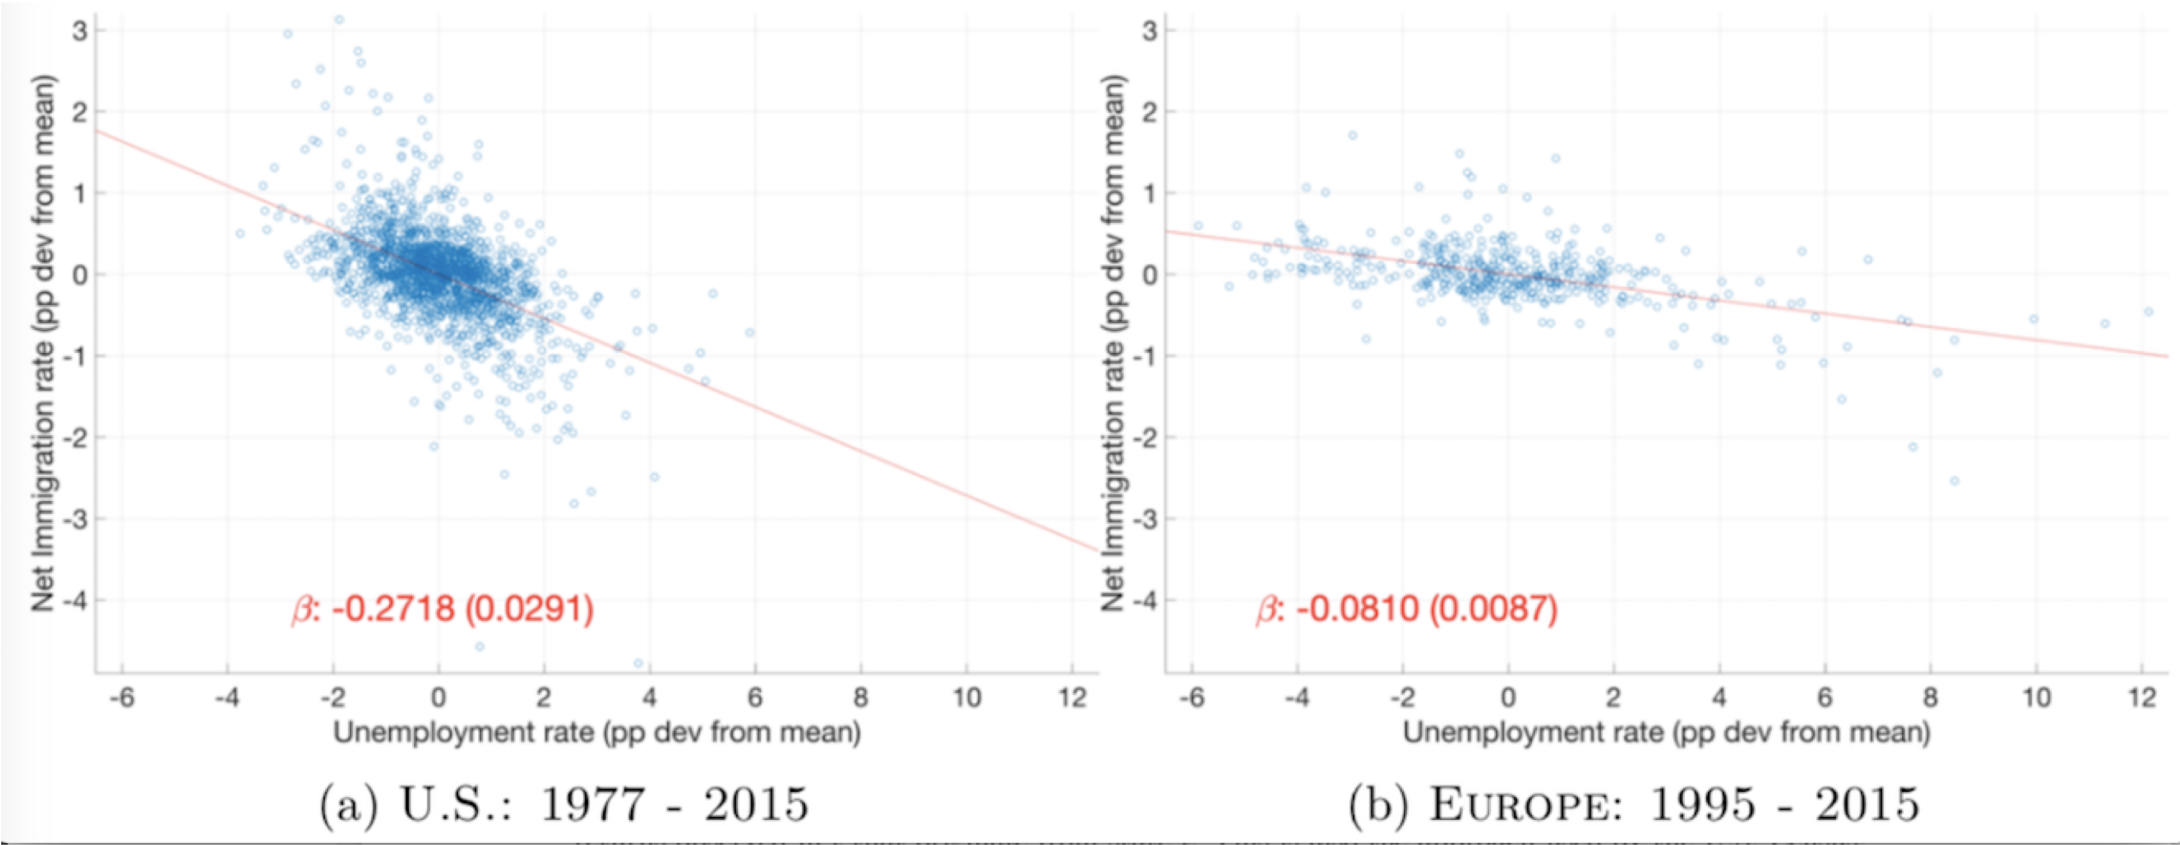 Net Immigration rate (pp dev from mean)
3
2
1
0
-1
-2
-3
-4
β: -0.2718 (0.0291)
-6 -4 -2 0 2 4 6 8 10 12
Unemployment rate (pp dev from mean)
(a) U.S.: 1977 - 2015
Net Immigration rate (pp dev from mean)
3
2
1
0
-1
-2
-3
-4
β: -0.0810 (0.0087)
-6 -4 -2 0 2 4 6 8 10 12
Unemployment rate (pp dev from mean)
(b) EUROPE: 1995 - 2015